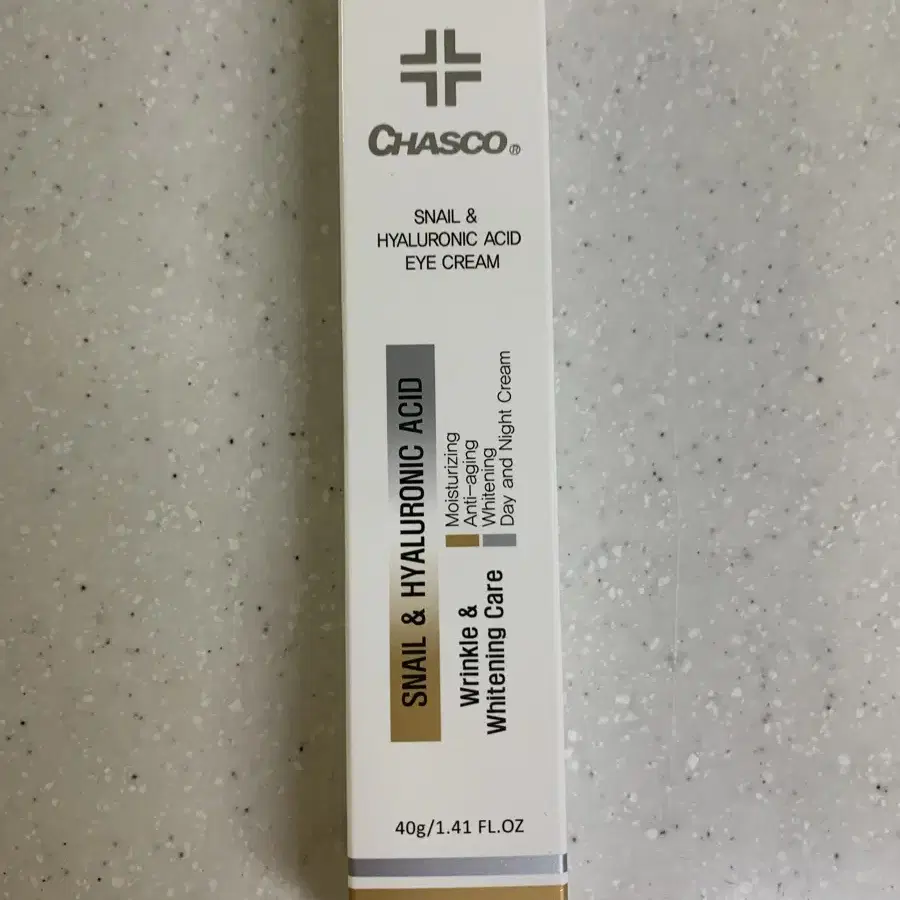 CHASCO®
SNAIL &
HYALURONIC ACID
EYE CREAM
SNAIL & HYALURONIC ACID
Wrinkle &
Whitening Care
Moisturizing
Anti-aging
Whitening
Day and Night Cream
40g/1.41 FL.OZ